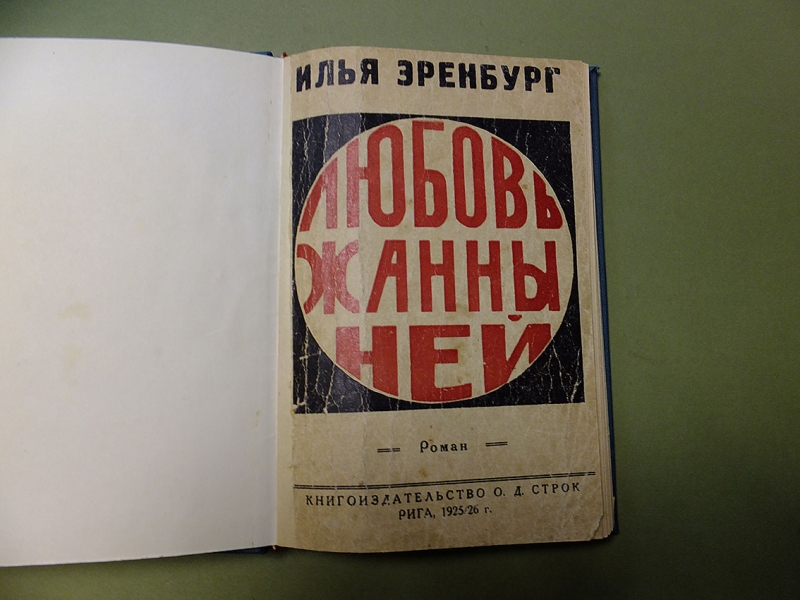 ИЛЬЯ ЭРЕНБУРГ
ЛЮБОВЬ
ЖАННЫ
НЕЙ
Роман
КНИГОИЗДАТЕЛЬСТВО О. Д. СТРОК
РИГА, 1925/26 г.